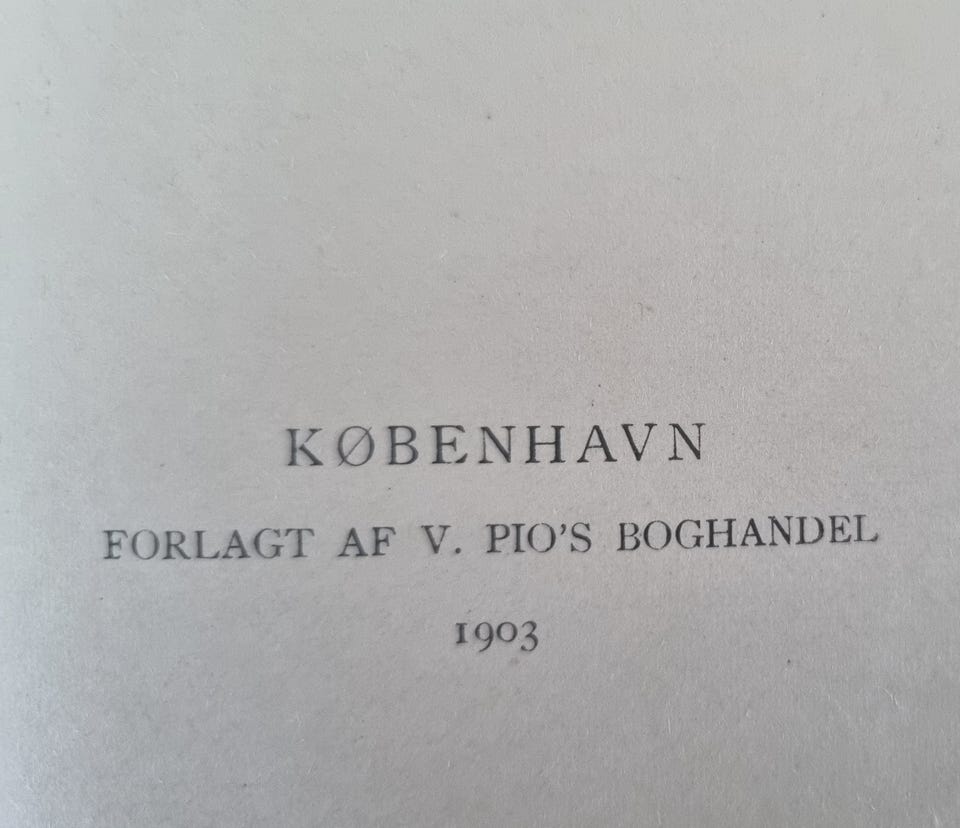 KØBENHAVN
FORLAGT AF V. PIO'S BOGHANDEL
1903